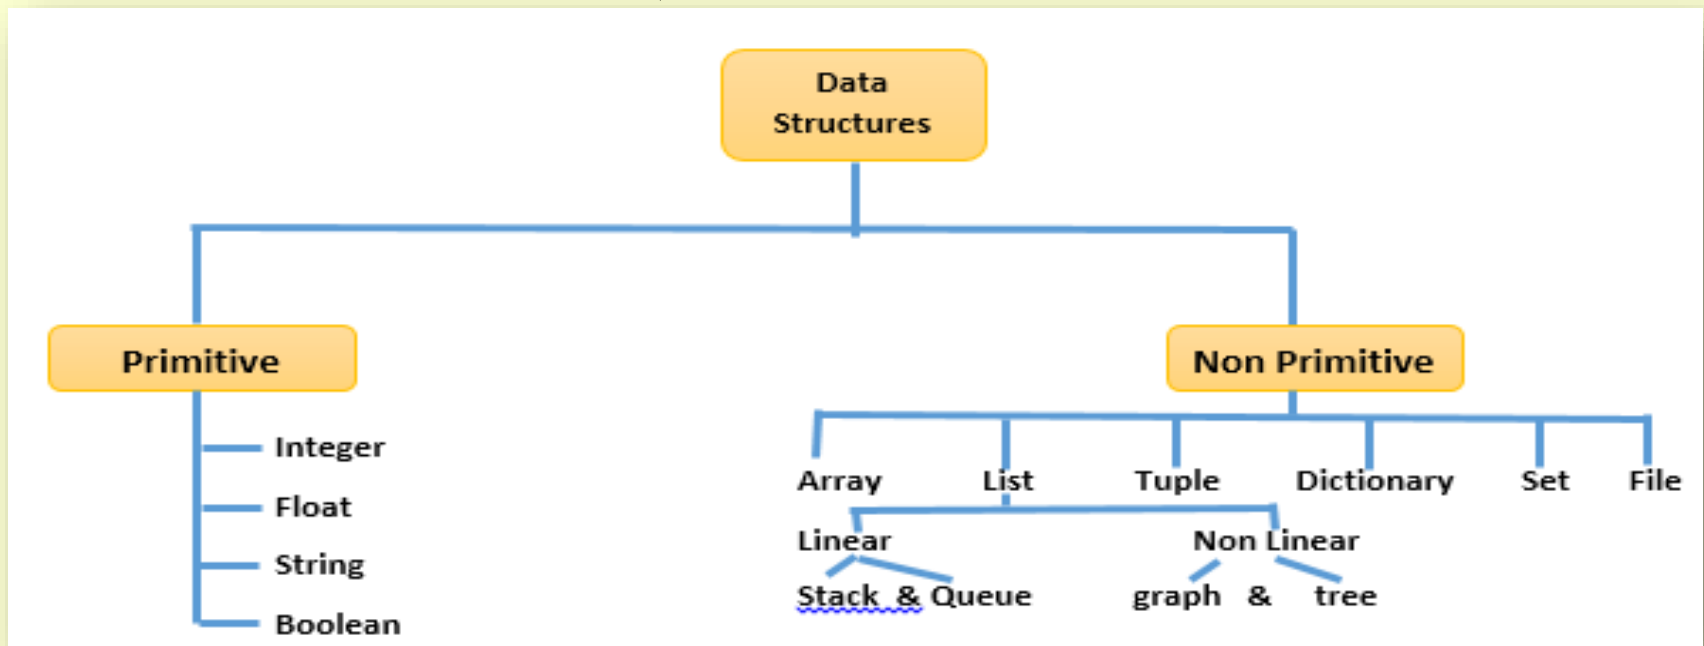 Data
Structures
Primitive
Non Primitive
Integer
Float
String
Boolean
Array List Tuple Dictionary Set File
Linear Non Linear
Stack & Queue graph & tree